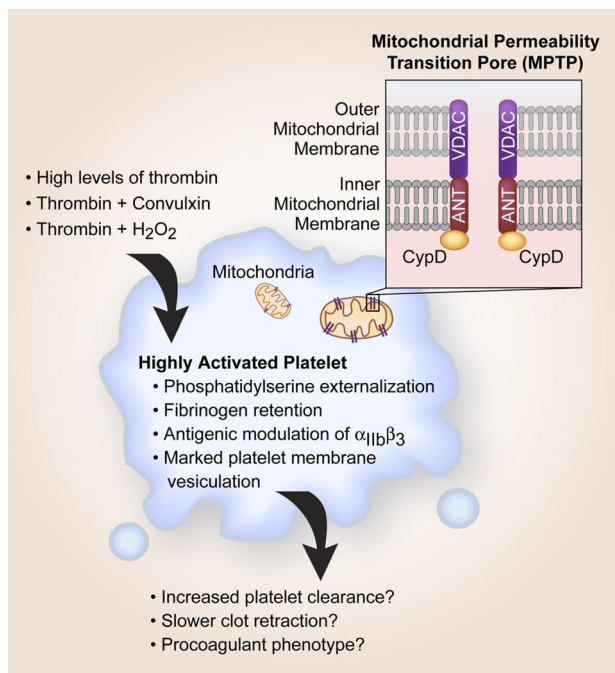 Mitochondrial Permeability
Transition Pore (MPTP)
Outer
Mitochondrial
Membrane
VDAC
VDAC
Inner
Mitochondrial
Membrane
ANT
ANT
CypD
CypD
• High levels of thrombin
• Thrombin + Convulxin
• Thrombin + H₂O₂
Mitochondria
Highly Activated Platelet
• Phosphatidylserine externalization
• Fibrinogen retention
• Antigenic modulation of αIIbβ3
• Marked platelet membrane
vesiculation
• Increased platelet clearance?
• Slower clot retraction?
• Procoagulant phenotype?